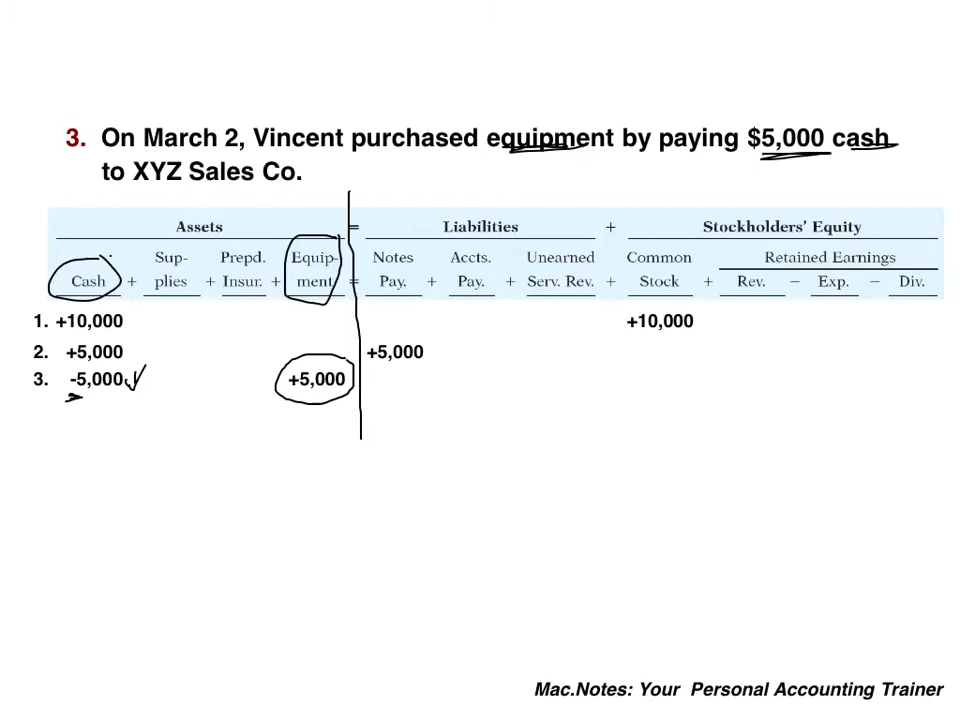 3. On March 2, Vincent purchased equipment by paying $5,000 cash
to XYZ Sales Co.
Assets = Liabilities + Stockholders' Equity
Sup- Prepd. Equip- Notes Accts. Unearned Common Retained Earnings
Cash + plies + Insur. + ment = Pay. + Pay. + Serv. Rev. + Stock + Rev. − Exp. − Div.
1. +10,000 +10,000
2. +5,000 +5,000
3. -5,000 +5,000
Mac.Notes: Your Personal Accounting Trainer